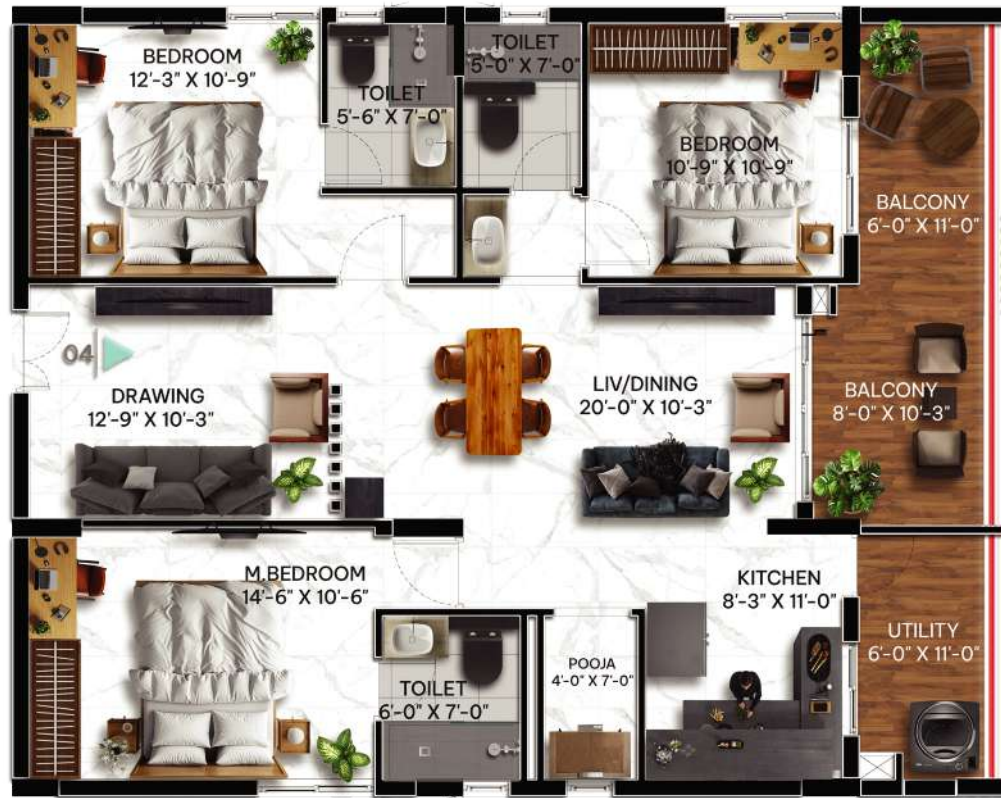 BEDROOM
12'-3" X 10'-9"
TOILET
5'-6" X 7'-0"
TOILET
5'-0" X 7'-0"
BEDROOM
10'-9" X 10'-9"
BALCONY
6'-0" X 11'-0"
04
DRAWING
12'-9" X 10'-3"
LIV/DINING
20'-0" X 10'-3"
BALCONY
8'-0" X 10'-3"
M.BEDROOM
14'-6" X 10'-6"
TOILET
6'-0" X 7'-0"
POOJA
4'-0" X 7'-0"
KITCHEN
8'-3" X 11'-0"
UTILITY
6'-0" X 11'-0"